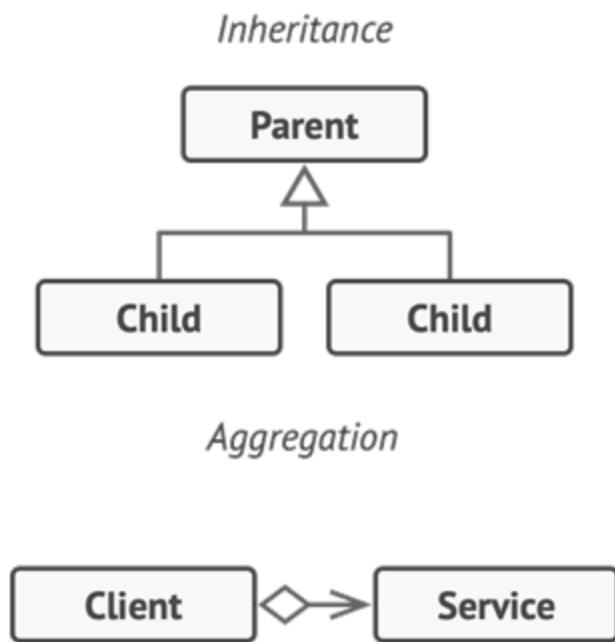 Inheritance
Parent
Child Child
Aggregation
Client Service